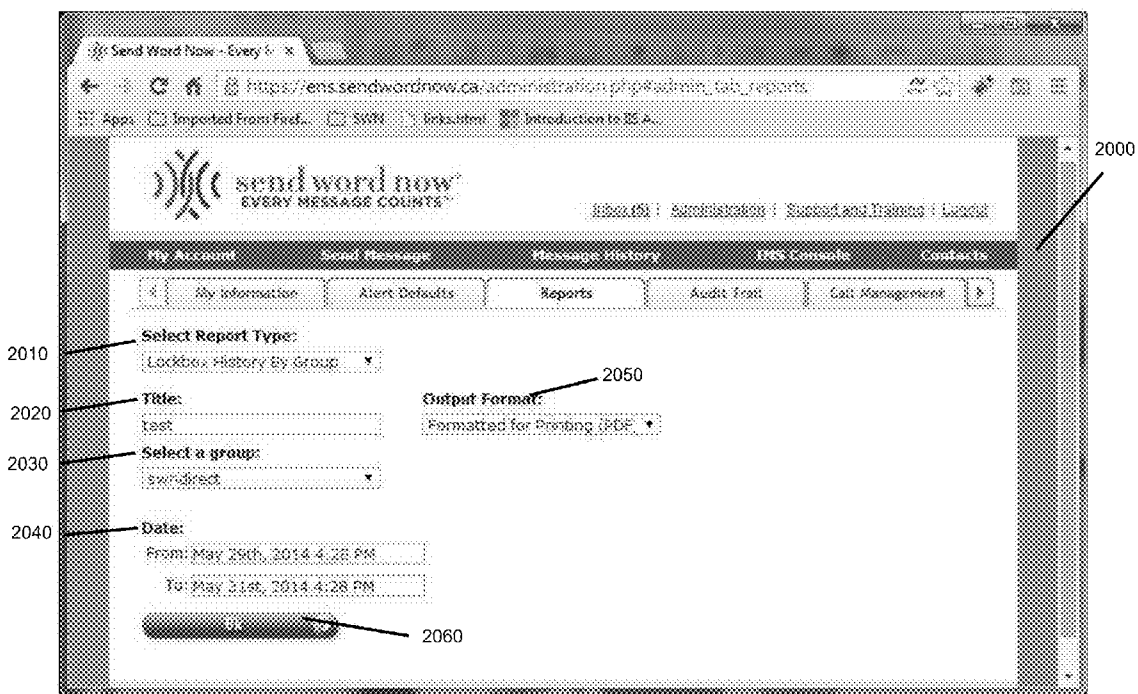 Send Word Now - Every
https://ens.sendwordnow.ca/administration.php#admin_tab_reports
Apps Imported From Firef... SWN links.html Introduction to IIS A...
2000
send word now
EVERY MESSAGE COUNTS
Inbox (6) | Administration | Support and Training | Logout
My Account Send Message Message History EMS Console Contacts
My Information Alert Defaults Reports Audit Trail Call Management
2010
Select Report Type:
Lockbox History By Group
2020
Title:
test
2050
Output Format:
Formatted for Printing (PDF
2030
Select a group:
swndirect
2040
Date:
From: May 29th, 2014 4:28 PM
To: May 31st, 2014 4:28 PM
2060